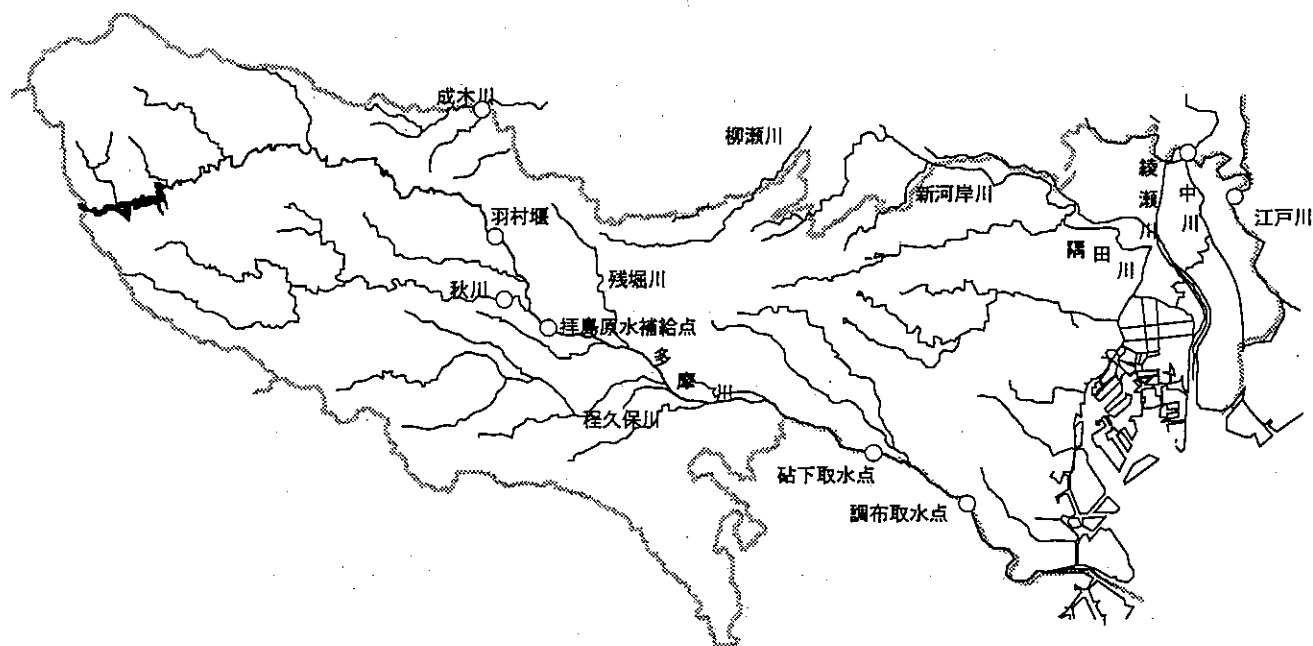 成木川
柳瀬川
綾瀬川
中川
江戸川
新河岸川
羽村堰
隅田川
残堀川
秋川
拝島原水補給点
多摩川
程久保川
砧下取水点
調布取水点